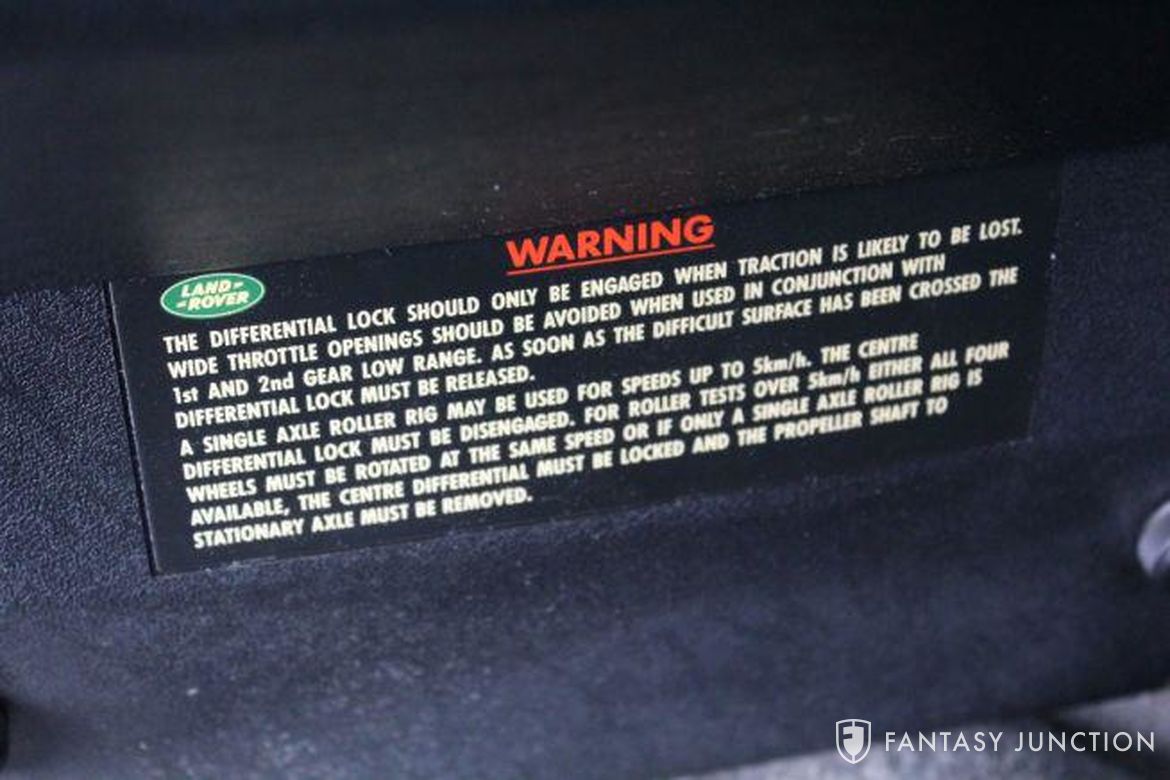 WARNING
LAND-
-ROVER
THE DIFFERENTIAL LOCK SHOULD ONLY BE ENGAGED WHEN TRACTION IS LIKELY TO BE LOST.
WIDE THROTTLE OPENINGS SHOULD BE AVOIDED WHEN USED IN CONJUNCTION WITH
1st AND 2nd GEAR LOW RANGE. AS SOON AS THE DIFFICULT SURFACE HAS BEEN CROSSED THE
DIFFERENTIAL LOCK MUST BE RELEASED.
A SINGLE AXLE ROLLER RIG MAY BE USED FOR SPEEDS UP TO 5km/h. THE CENTRE
DIFFERENTIAL LOCK MUST BE DISENGAGED. FOR ROLLER TESTS OVER 5km/h EITHER ALL FOUR
WHEELS MUST BE ROTATED AT THE SAME SPEED OR IF ONLY A SINGLE AXLE ROLLER RIG IS
AVAILABLE, THE CENTRE DIFFERENTIAL MUST BE LOCKED AND THE PROPELLER SHAFT TO
STATIONARY AXLE MUST BE REMOVED.
FANTASY JUNCTION